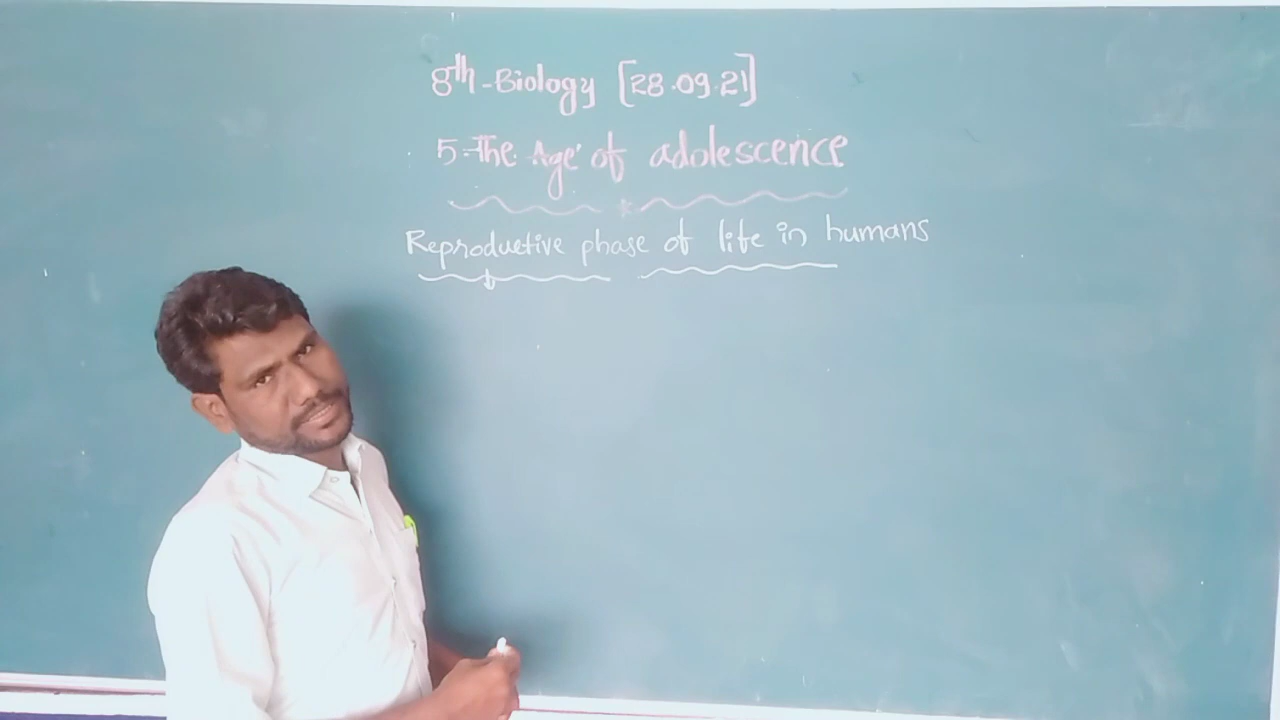 8th-Biology [28.09.21]
5.The Age of adolescence
Reproductive phase of life in humans